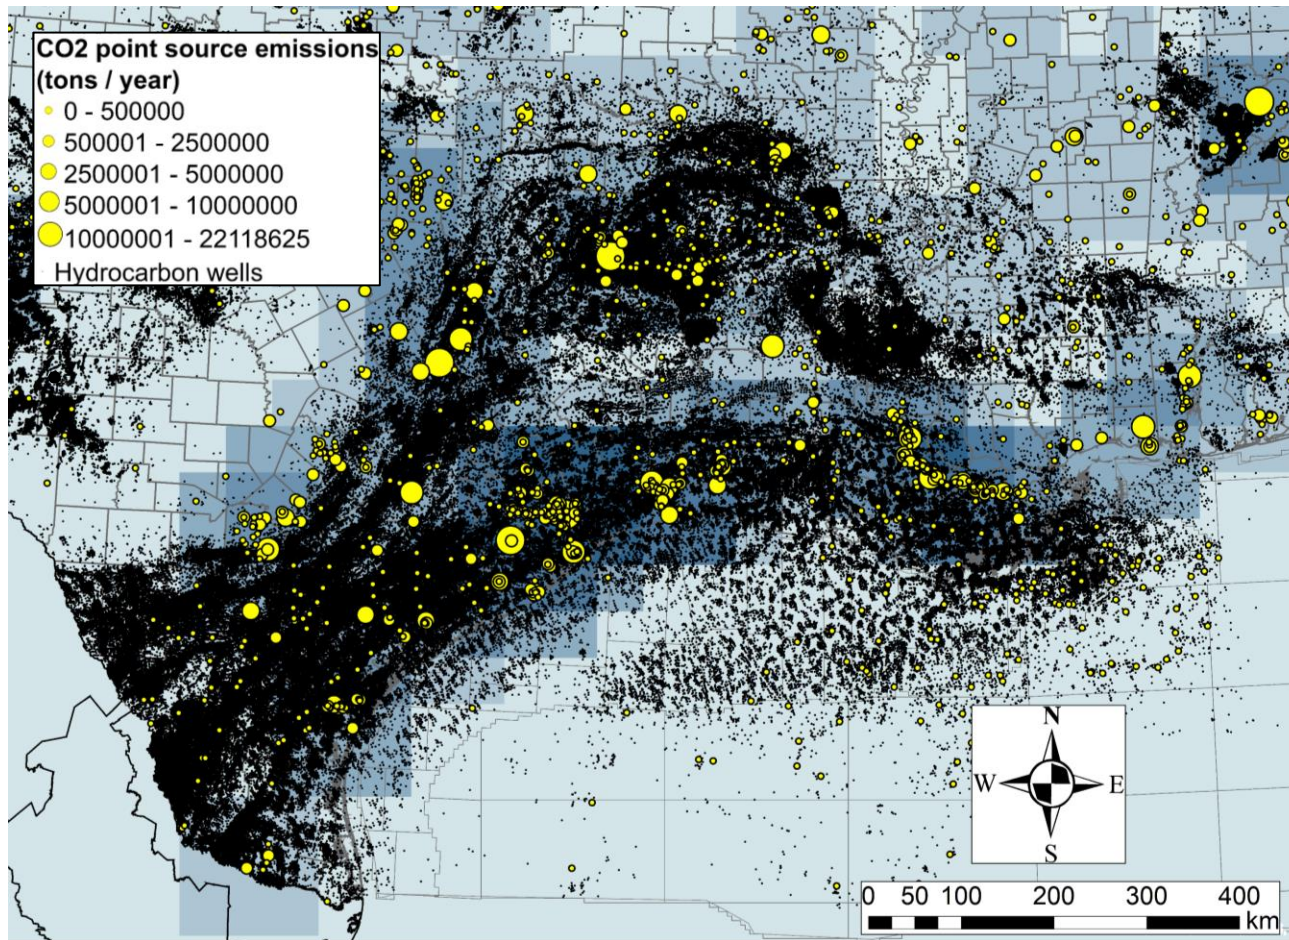 CO2 point source emissions
(tons / year)
0 - 500000
500001 - 2500000
2500001 - 5000000
5000001 - 10000000
10000001 - 22118625
Hydrocarbon wells
N
W E
S
0 50 100 200 300 400
km